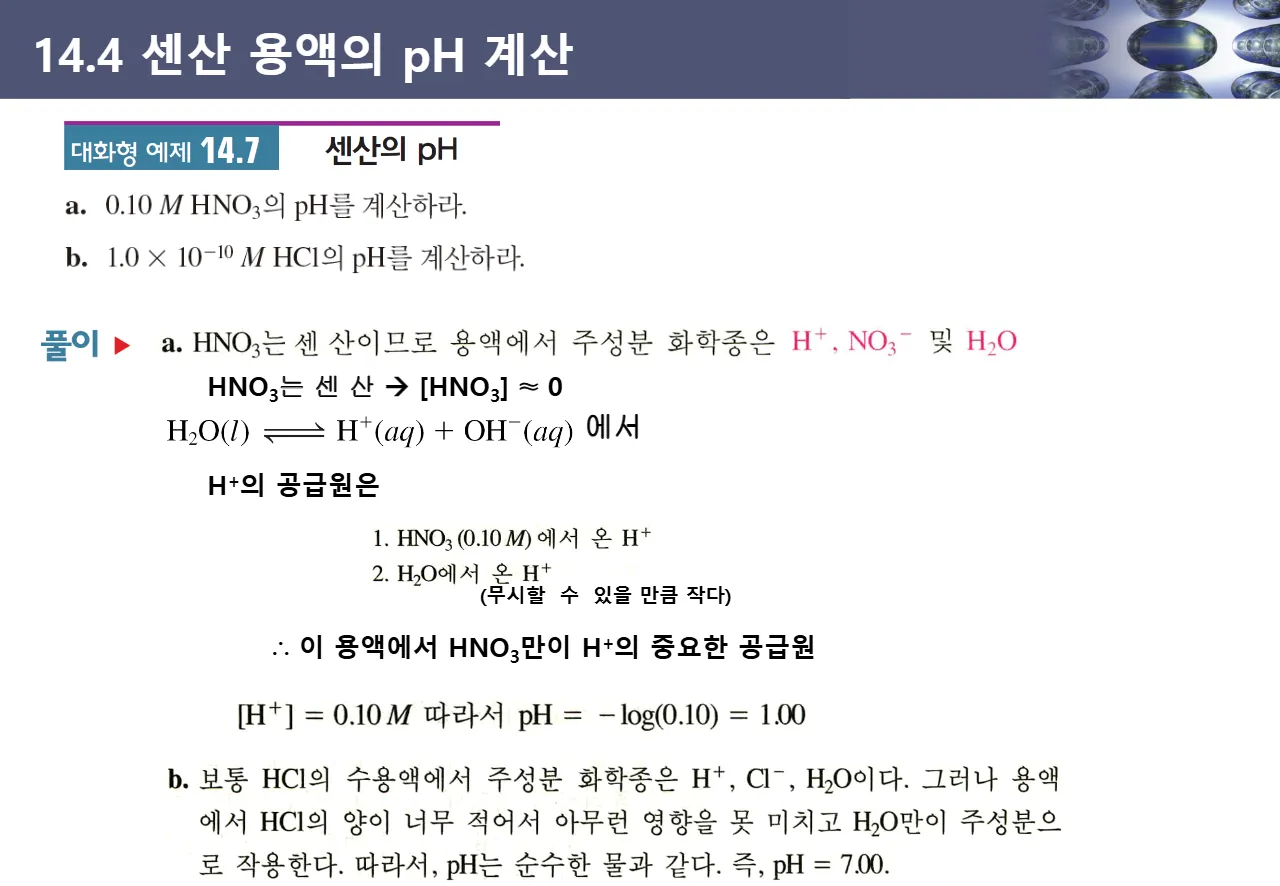 14.4 센산 용액의 pH 계산
대화형 예제 14.7 센산의 pH
a. 0.10 M HNO₃의 pH를 계산하라.
b. 1.0 × 10⁻¹⁰ M HCl의 pH를 계산하라.
풀이 ▶ a. HNO₃는 센 산이므로 용액에서 주성분 화학종은 H⁺, NO₃⁻ 및 H₂O
HNO₃는 센 산 → [HNO₃] ≈ 0
H₂O(l) ⇌ H⁺(aq) + OH⁻(aq) 에서
H⁺의 공급원은
1. HNO₃ (0.10 M) 에서 온 H⁺
2. H₂O에서 온 H⁺
(무시할 수 있을 만큼 작다)
∴ 이 용액에서 HNO₃만이 H⁺의 중요한 공급원
[H⁺] = 0.10 M 따라서 pH = −log(0.10) = 1.00
b. 보통 HCl의 수용액에서 주성분 화학종은 H⁺, Cl⁻, H₂O이다. 그러나 용액
에서 HCl의 양이 너무 적어서 아무런 영향을 못 미치고 H₂O만이 주성분으
로 작용한다. 따라서, pH는 순수한 물과 같다. 즉, pH = 7.00.